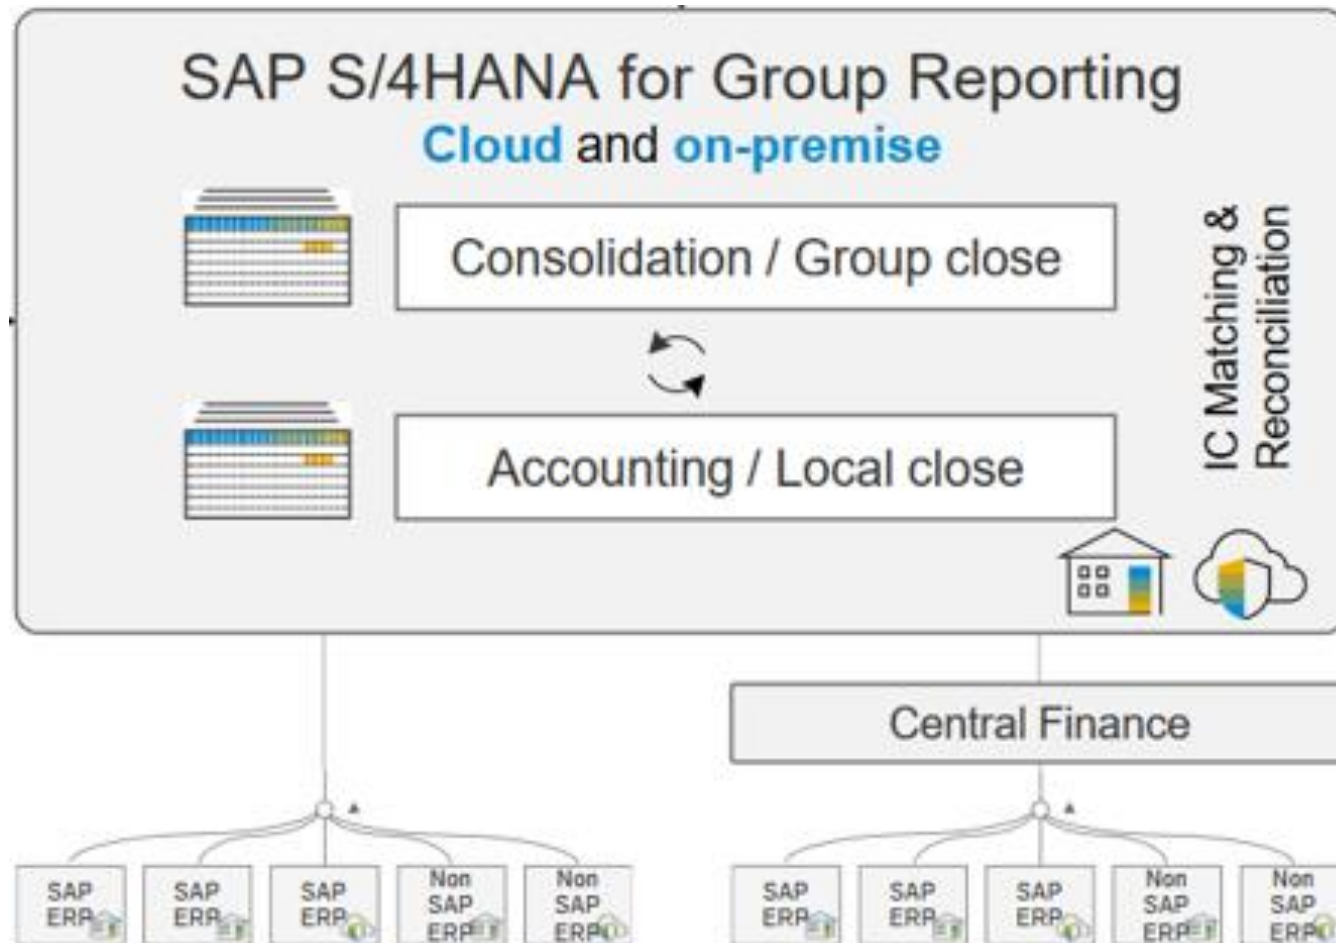 SAP S/4HANA for Group Reporting
Cloud and on-premise
Consolidation / Group close
IC Matching &
Reconciliation
Accounting / Local close
Central Finance
SAP
ERP
SAP
ERP
SAP
ERP
Non
SAP
ERP
Non
SAP
ERP
SAP
ERP
SAP
ERP
SAP
ERP
Non
SAP
ERP
Non
SAP
ERP